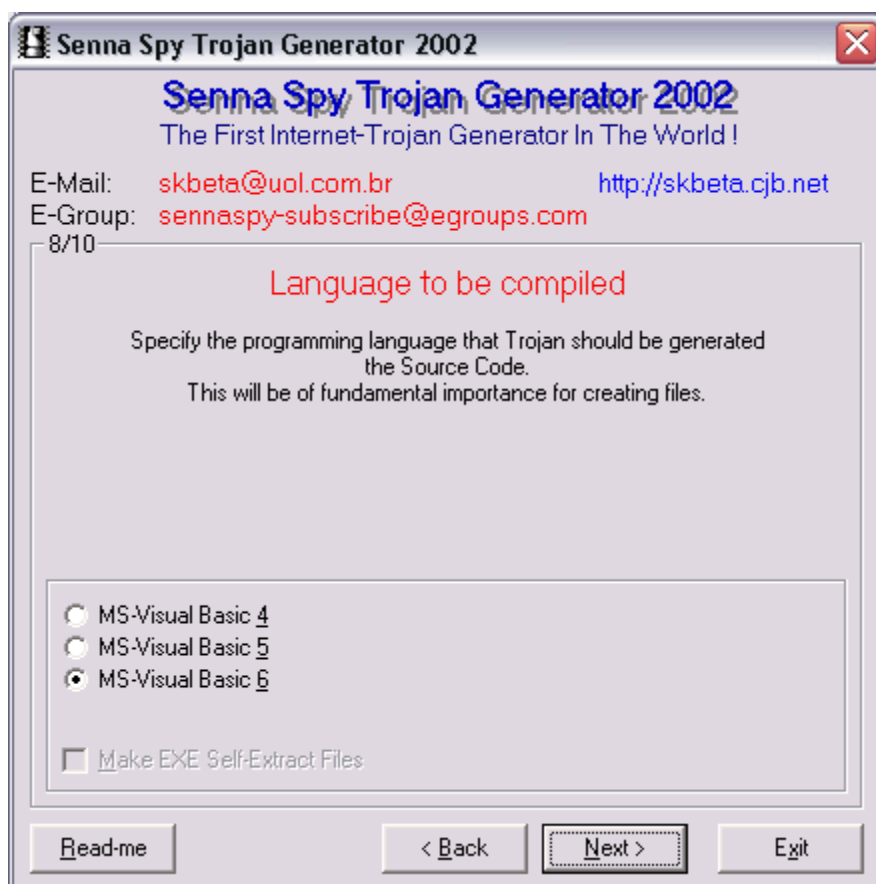 Senna Spy Trojan Generator 2002
Senna Spy Trojan Generator 2002
The First Internet-Trojan Generator In The World !
E-Mail: skbeta@uol.com.br http://skbeta.cjb.net
E-Group: sennaspy-subscribe@egroups.com
8/10
Language to be compiled
Specify the programming language that Trojan should be generated
the Source Code.
This will be of fundamental importance for creating files.
MS-Visual Basic 4
MS-Visual Basic 5
MS-Visual Basic 6
Make EXE Self-Extract Files
Read-me < Back Next > Exit